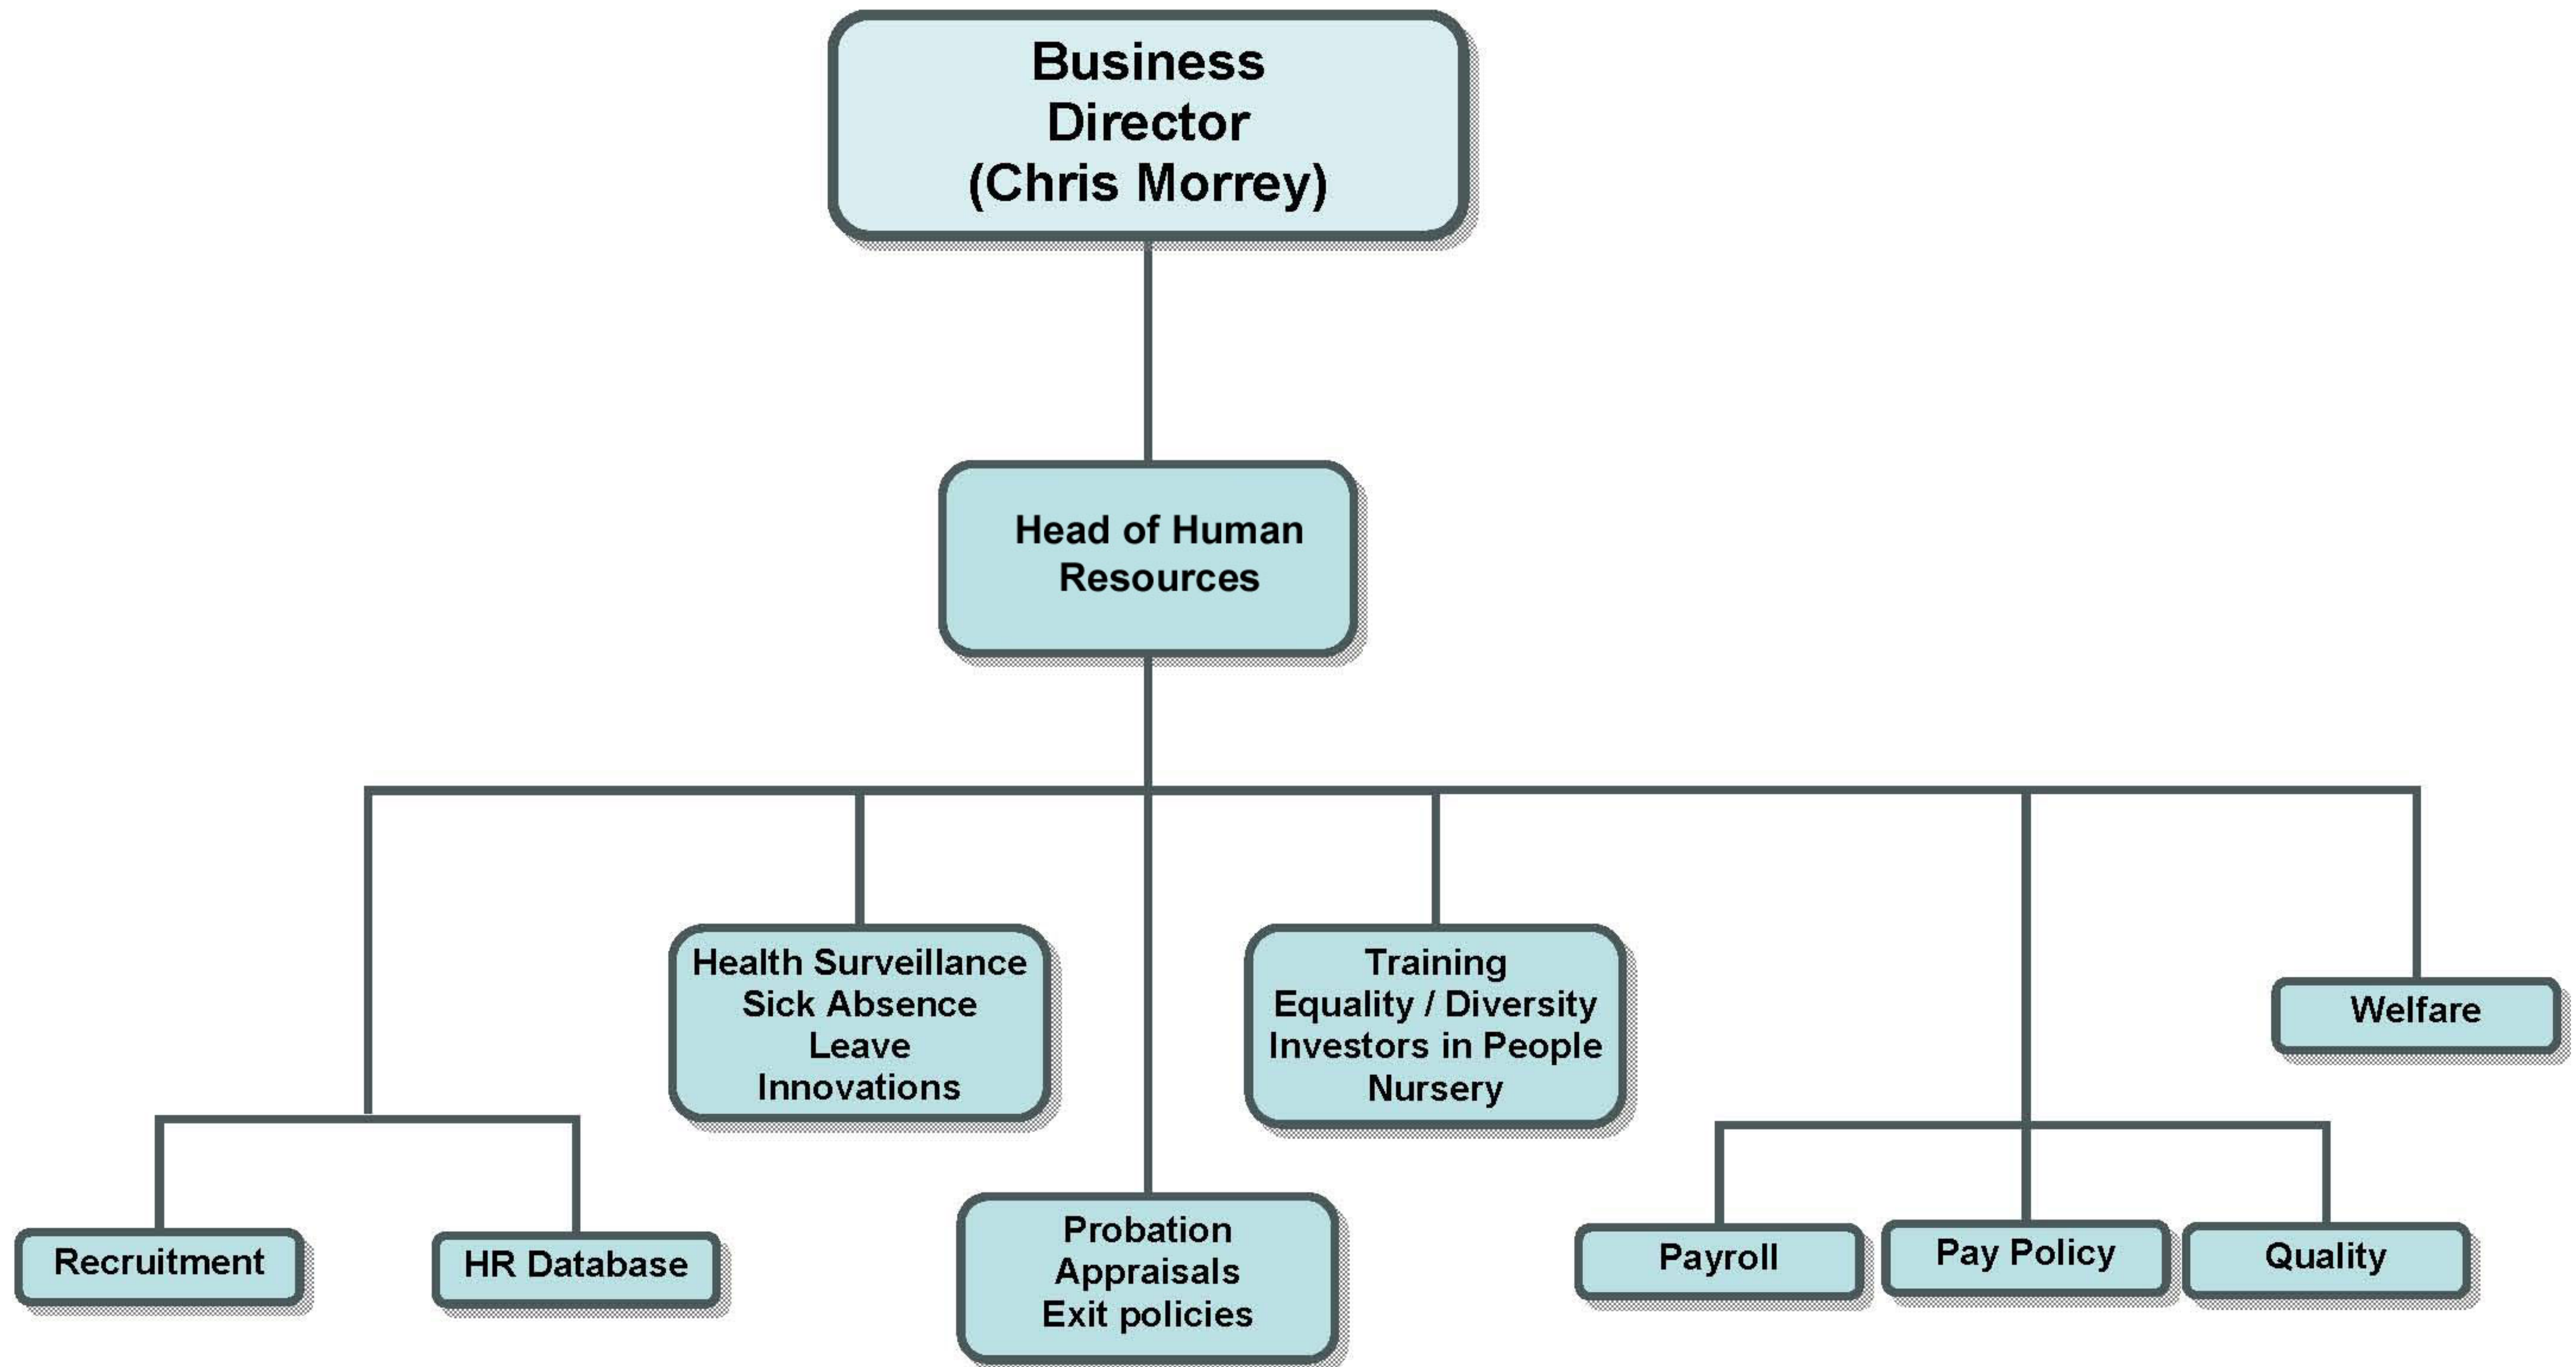 Business
Director
(Chris Morrey)
Head of Human
Resources
Health Surveillance
Sick Absence
Leave
Innovations
Training
Equality / Diversity
Investors in People
Nursery
Welfare
Recruitment
HR Database
Probation
Appraisals
Exit policies
Payroll
Pay Policy
Quality